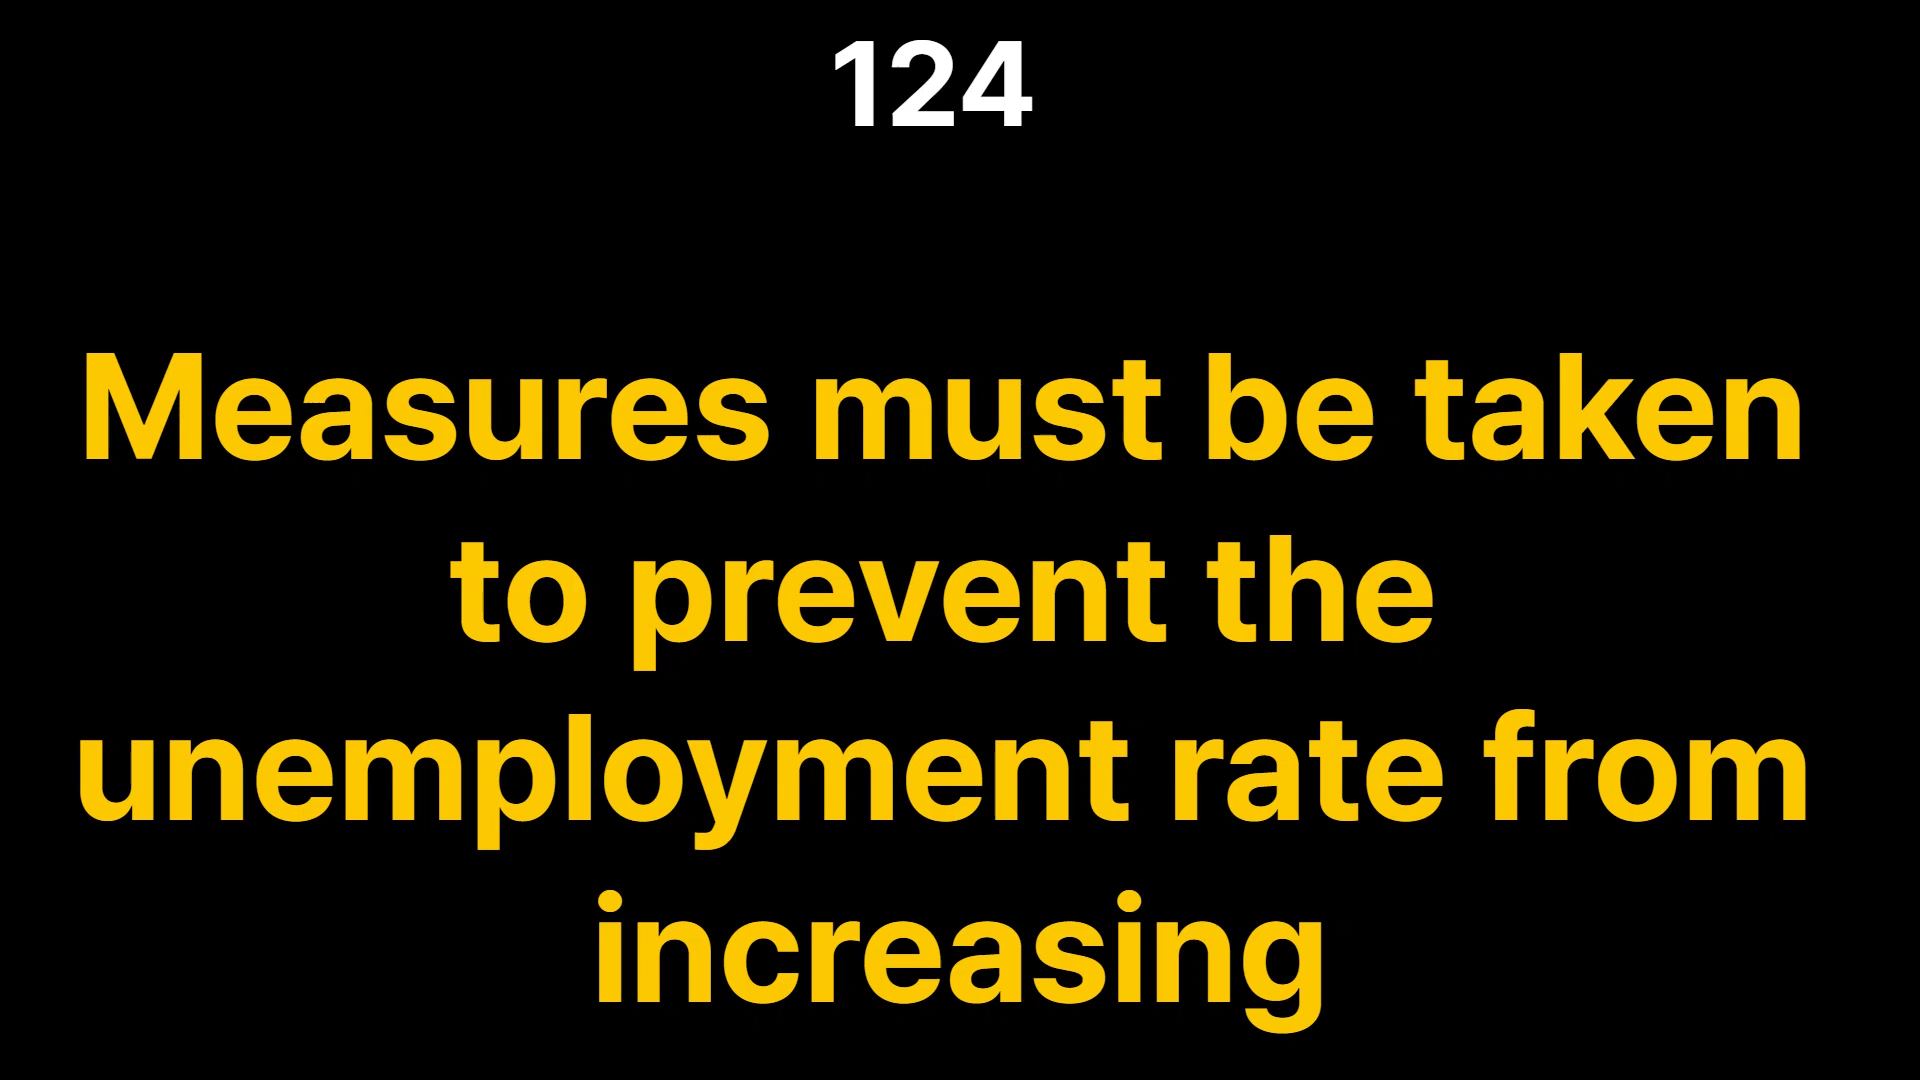 124
Measures must be taken
to prevent the
unemployment rate from
increasing